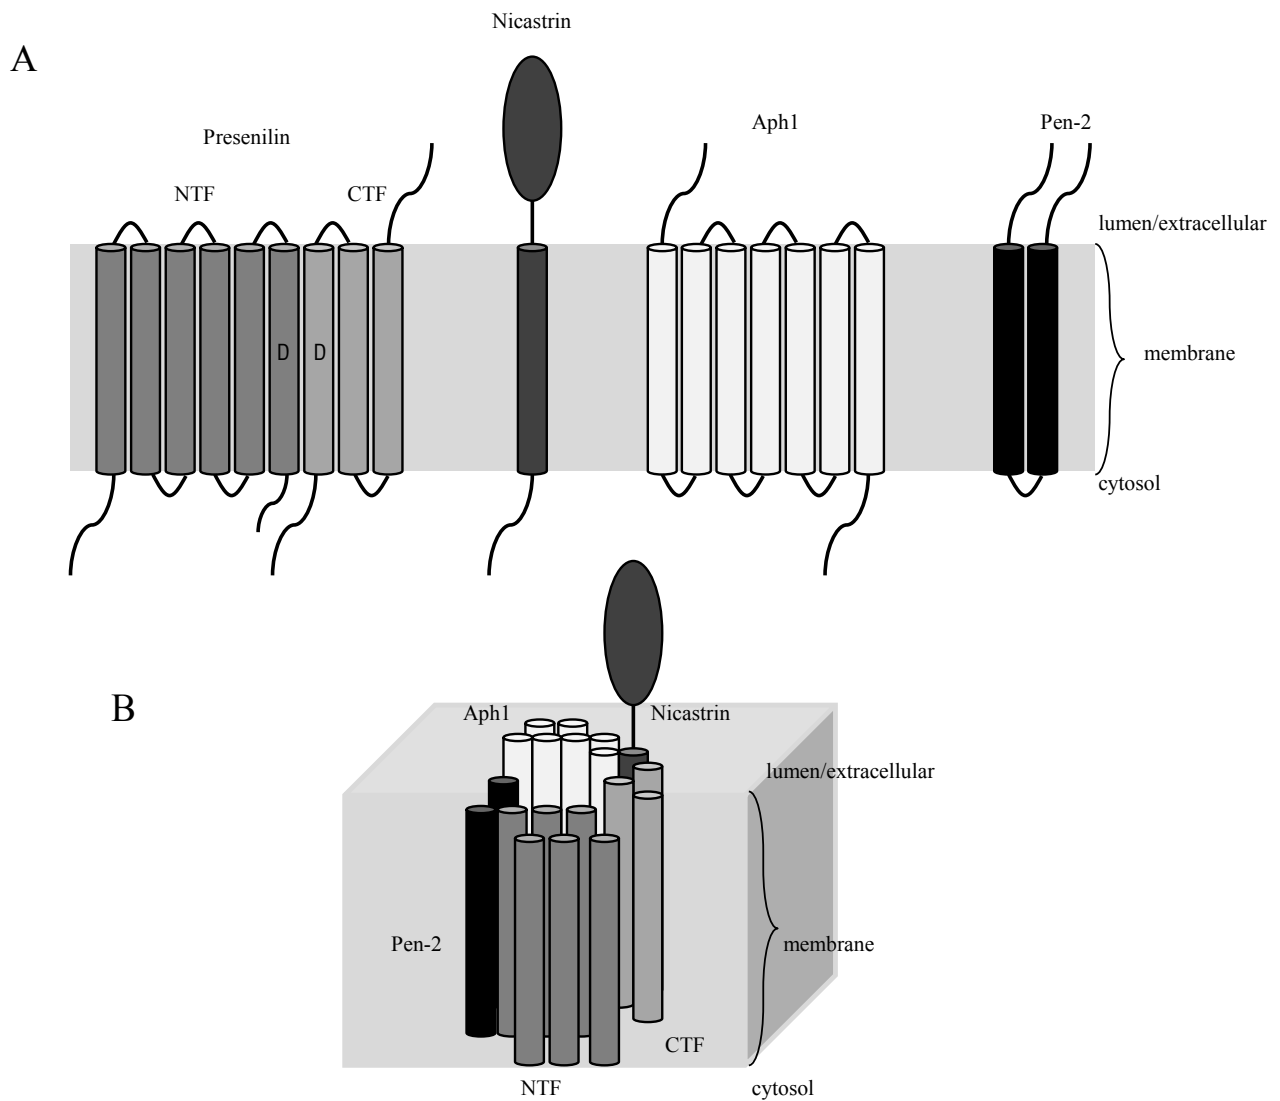 Nicastrin
A
Aph1
Pen-2
Presenilin
NTF
CTF
lumen/extracellular
D
D
membrane
cytosol
B
Aph1
Nicastrin
lumen/extracellular
Pen-2
membrane
CTF
NTF
cytosol